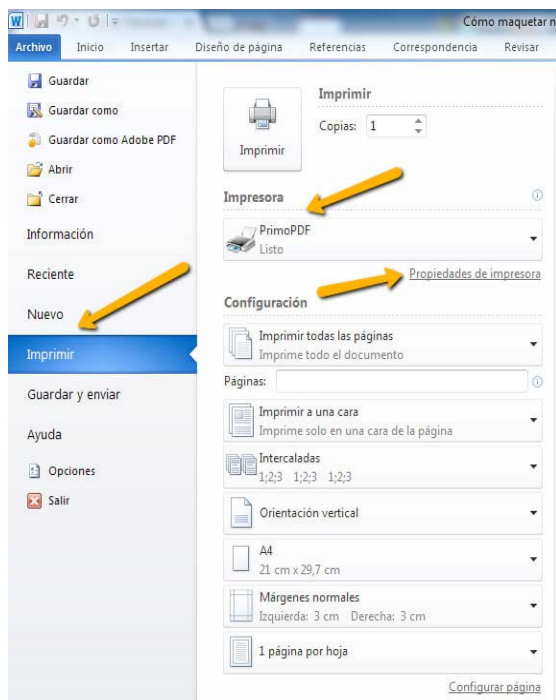 Cómo maquetar n
Archivo Inicio Insertar Diseño de página Referencias Correspondencia Revisar
Guardar
Guardar como
Guardar como Adobe PDF
Abrir
Cerrar
Información
Reciente
Nuevo
Imprimir
Guardar y enviar
Ayuda
Opciones
Salir
Imprimir
Imprimir
Copias: 1
Impresora
PrimoPDF
Listo
Propiedades de impresora
Configuración
Imprimir todas las páginas
Imprime todo el documento
Páginas:
Imprimir a una cara
Imprime solo en una cara de la página
Intercaladas
1;2;3 1;2;3 1;2;3
Orientación vertical
A4
21 cm x 29,7 cm
Márgenes normales
Izquierda: 3 cm Derecha: 3 cm
1 página por hoja
Configurar página